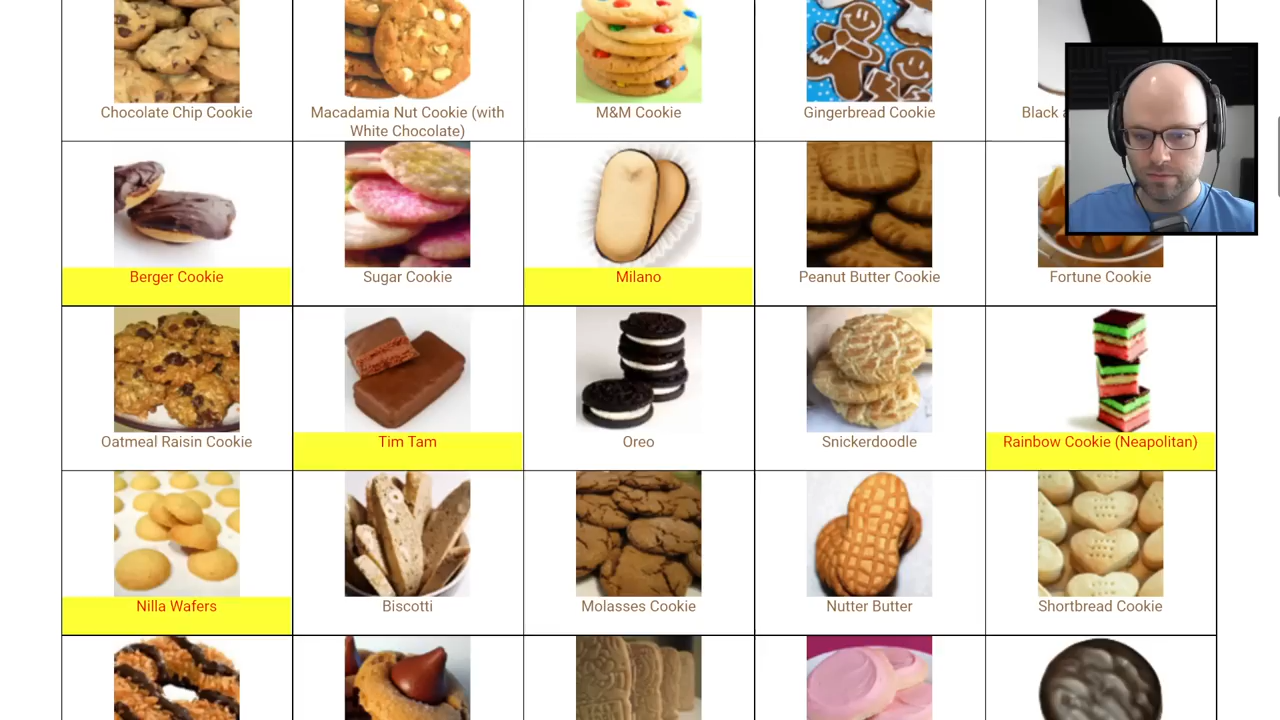 Chocolate Chip Cookie
Macadamia Nut Cookie (with
White Chocolate)
M&M Cookie
Gingerbread Cookie
Black
Berger Cookie
Sugar Cookie
Milano
Peanut Butter Cookie
Fortune Cookie
Oatmeal Raisin Cookie
Tim Tam
Oreo
Snickerdoodle
Rainbow Cookie (Neapolitan)
Nilla Wafers
Biscotti
Molasses Cookie
Nutter Butter
Shortbread Cookie